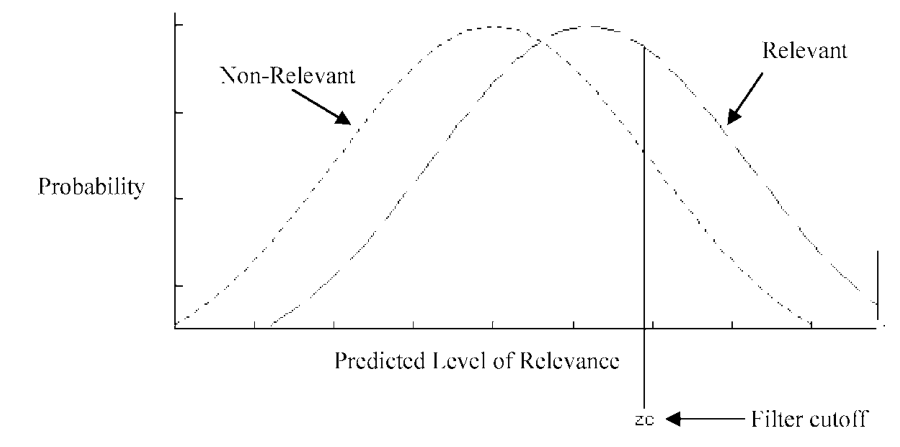 Relevant
Non-Relevant
Probability
Predicted Level of Relevance
zc
Filter cutoff